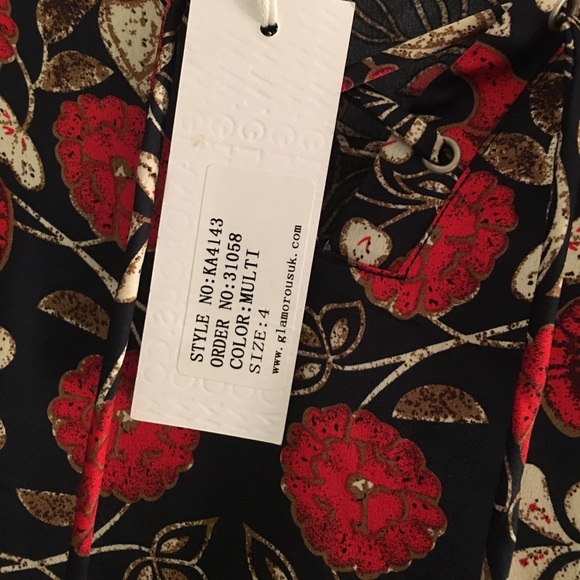 STYLE NO:KA4143
ORDER NO:31058
COLOR:MULTI
SIZE:4
www.glamorousuk.com